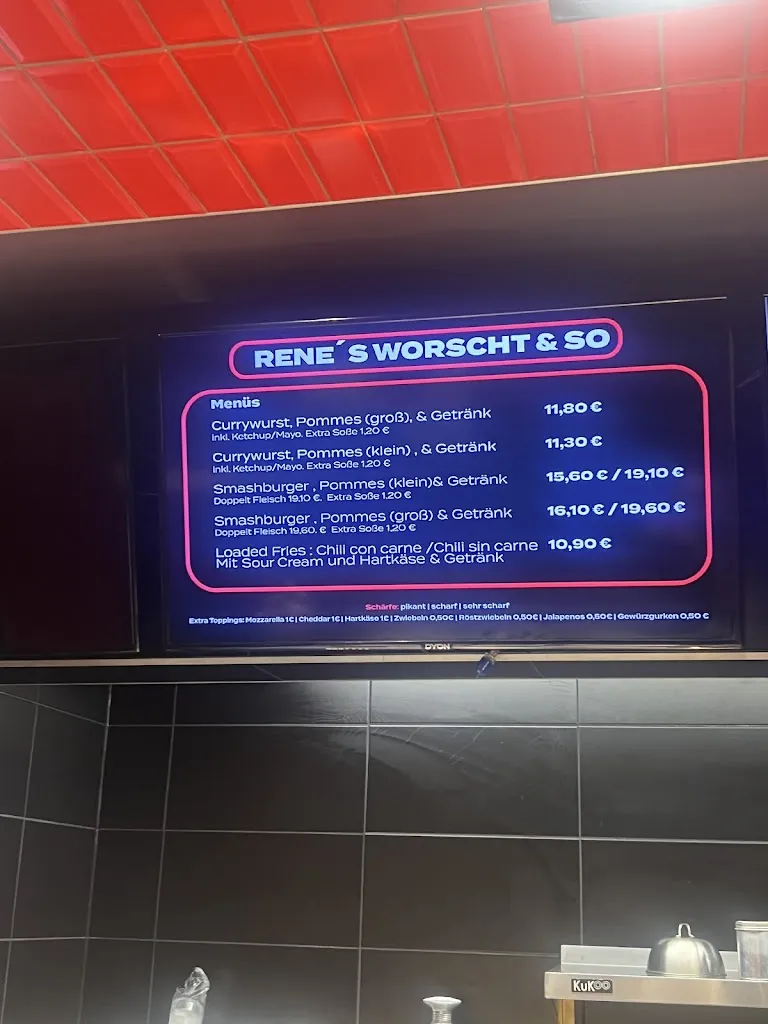 RENE´S WORSCHT & SO
Menüs
Currywurst, Pommes (groß), & Getränk 11,80 €
Inkl. Ketchup/Mayo. Extra Soße 1,20 €
Currywurst, Pommes (klein) , & Getränk 11,30 €
Inkl. Ketchup/Mayo. Extra Soße 1,20 €
Smashburger , Pommes (klein)& Getränk 15,60 € / 19,10 €
Doppelt Fleisch 19,10 €. Extra Soße 1,20 €
Smashburger , Pommes (groß) & Getränk 16,10 € / 19,60 €
Doppelt Fleisch 19,60. € Extra Soße 1,20 €
Loaded Fries : Chili con carne /Chili sin carne 10,90 €
Mit Sour Cream und Hartkäse & Getränk
Schärfe: pikant | scharf | sehr scharf
Extra Toppings: Mozzarella 1€ | Cheddar 1€ | Hartkäse 1€ | Zwiebeln 0,50€ | Röstzwiebeln 0,50€ | Jalapenos 0,50€ | Gewürzgurken 0,50 €
DYON
KuKoo